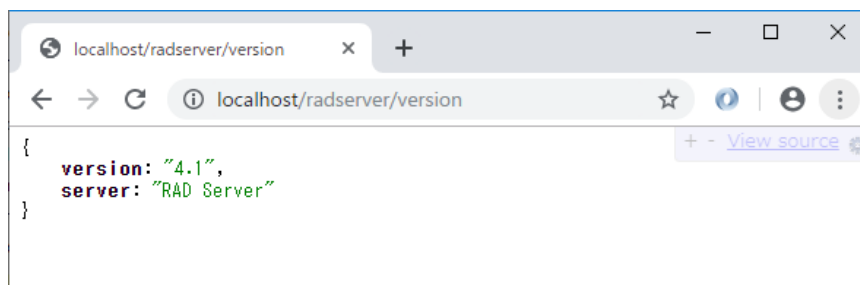 localhost/radserver/version
localhost/radserver/version
+ - View source
{
version: "4.1",
server: "RAD Server"
}